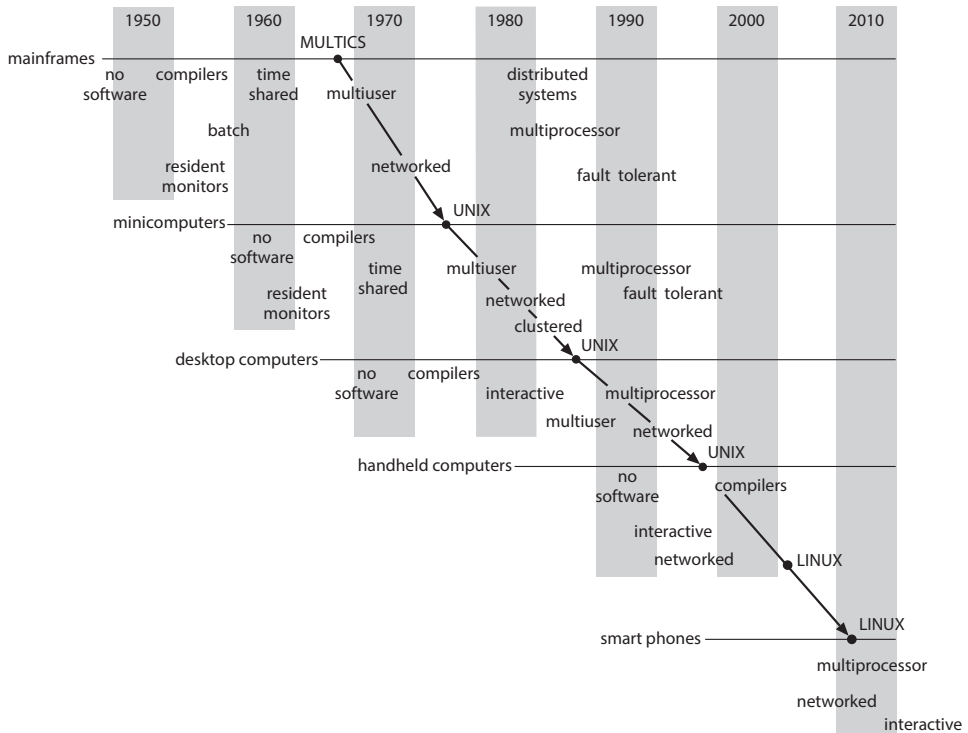 1950 1960 1970 1980 1990 2000 2010
MULTICS
mainframes
no compilers time distributed
software shared multiuser systems
batch multiprocessor
resident networked fault tolerant
monitors
UNIX
minicomputers
no compilers
software
time multiuser multiprocessor
shared
resident networked fault tolerant
monitors
clustered
UNIX
desktop computers
no compilers
software interactive multiprocessor
multiuser networked
UNIX
handheld computers
no compilers
software
interactive
networked LINUX
LINUX
smart phones
multiprocessor
networked
interactive